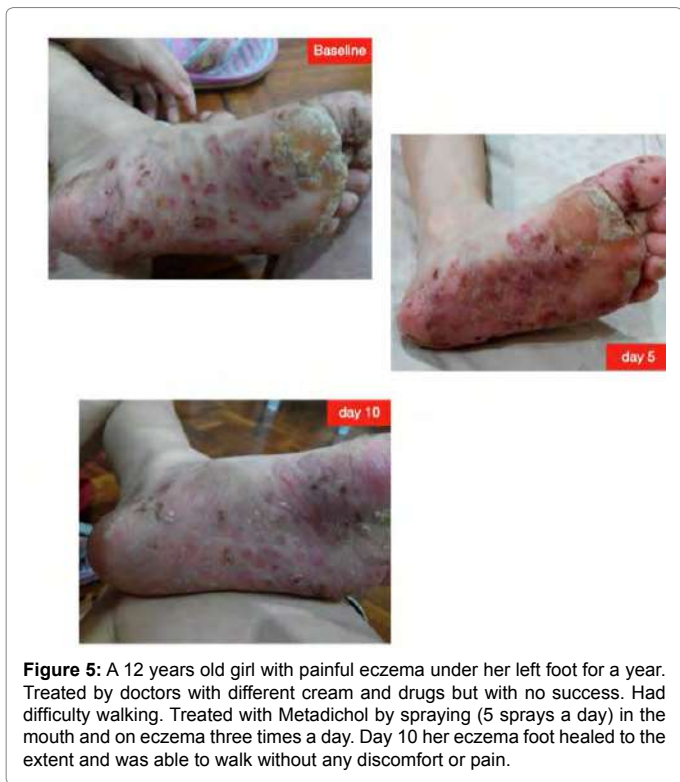 Baseline
day 5
day 10
Figure 5: A 12 years old girl with painful eczema under her left foot for a year.
Treated by doctors with different cream and drugs but with no success. Had
difficulty walking. Treated with Metadichol by spraying (5 sprays a day) in the
mouth and on eczema three times a day. Day 10 her eczema foot healed to the
extent and was able to walk without any discomfort or pain.